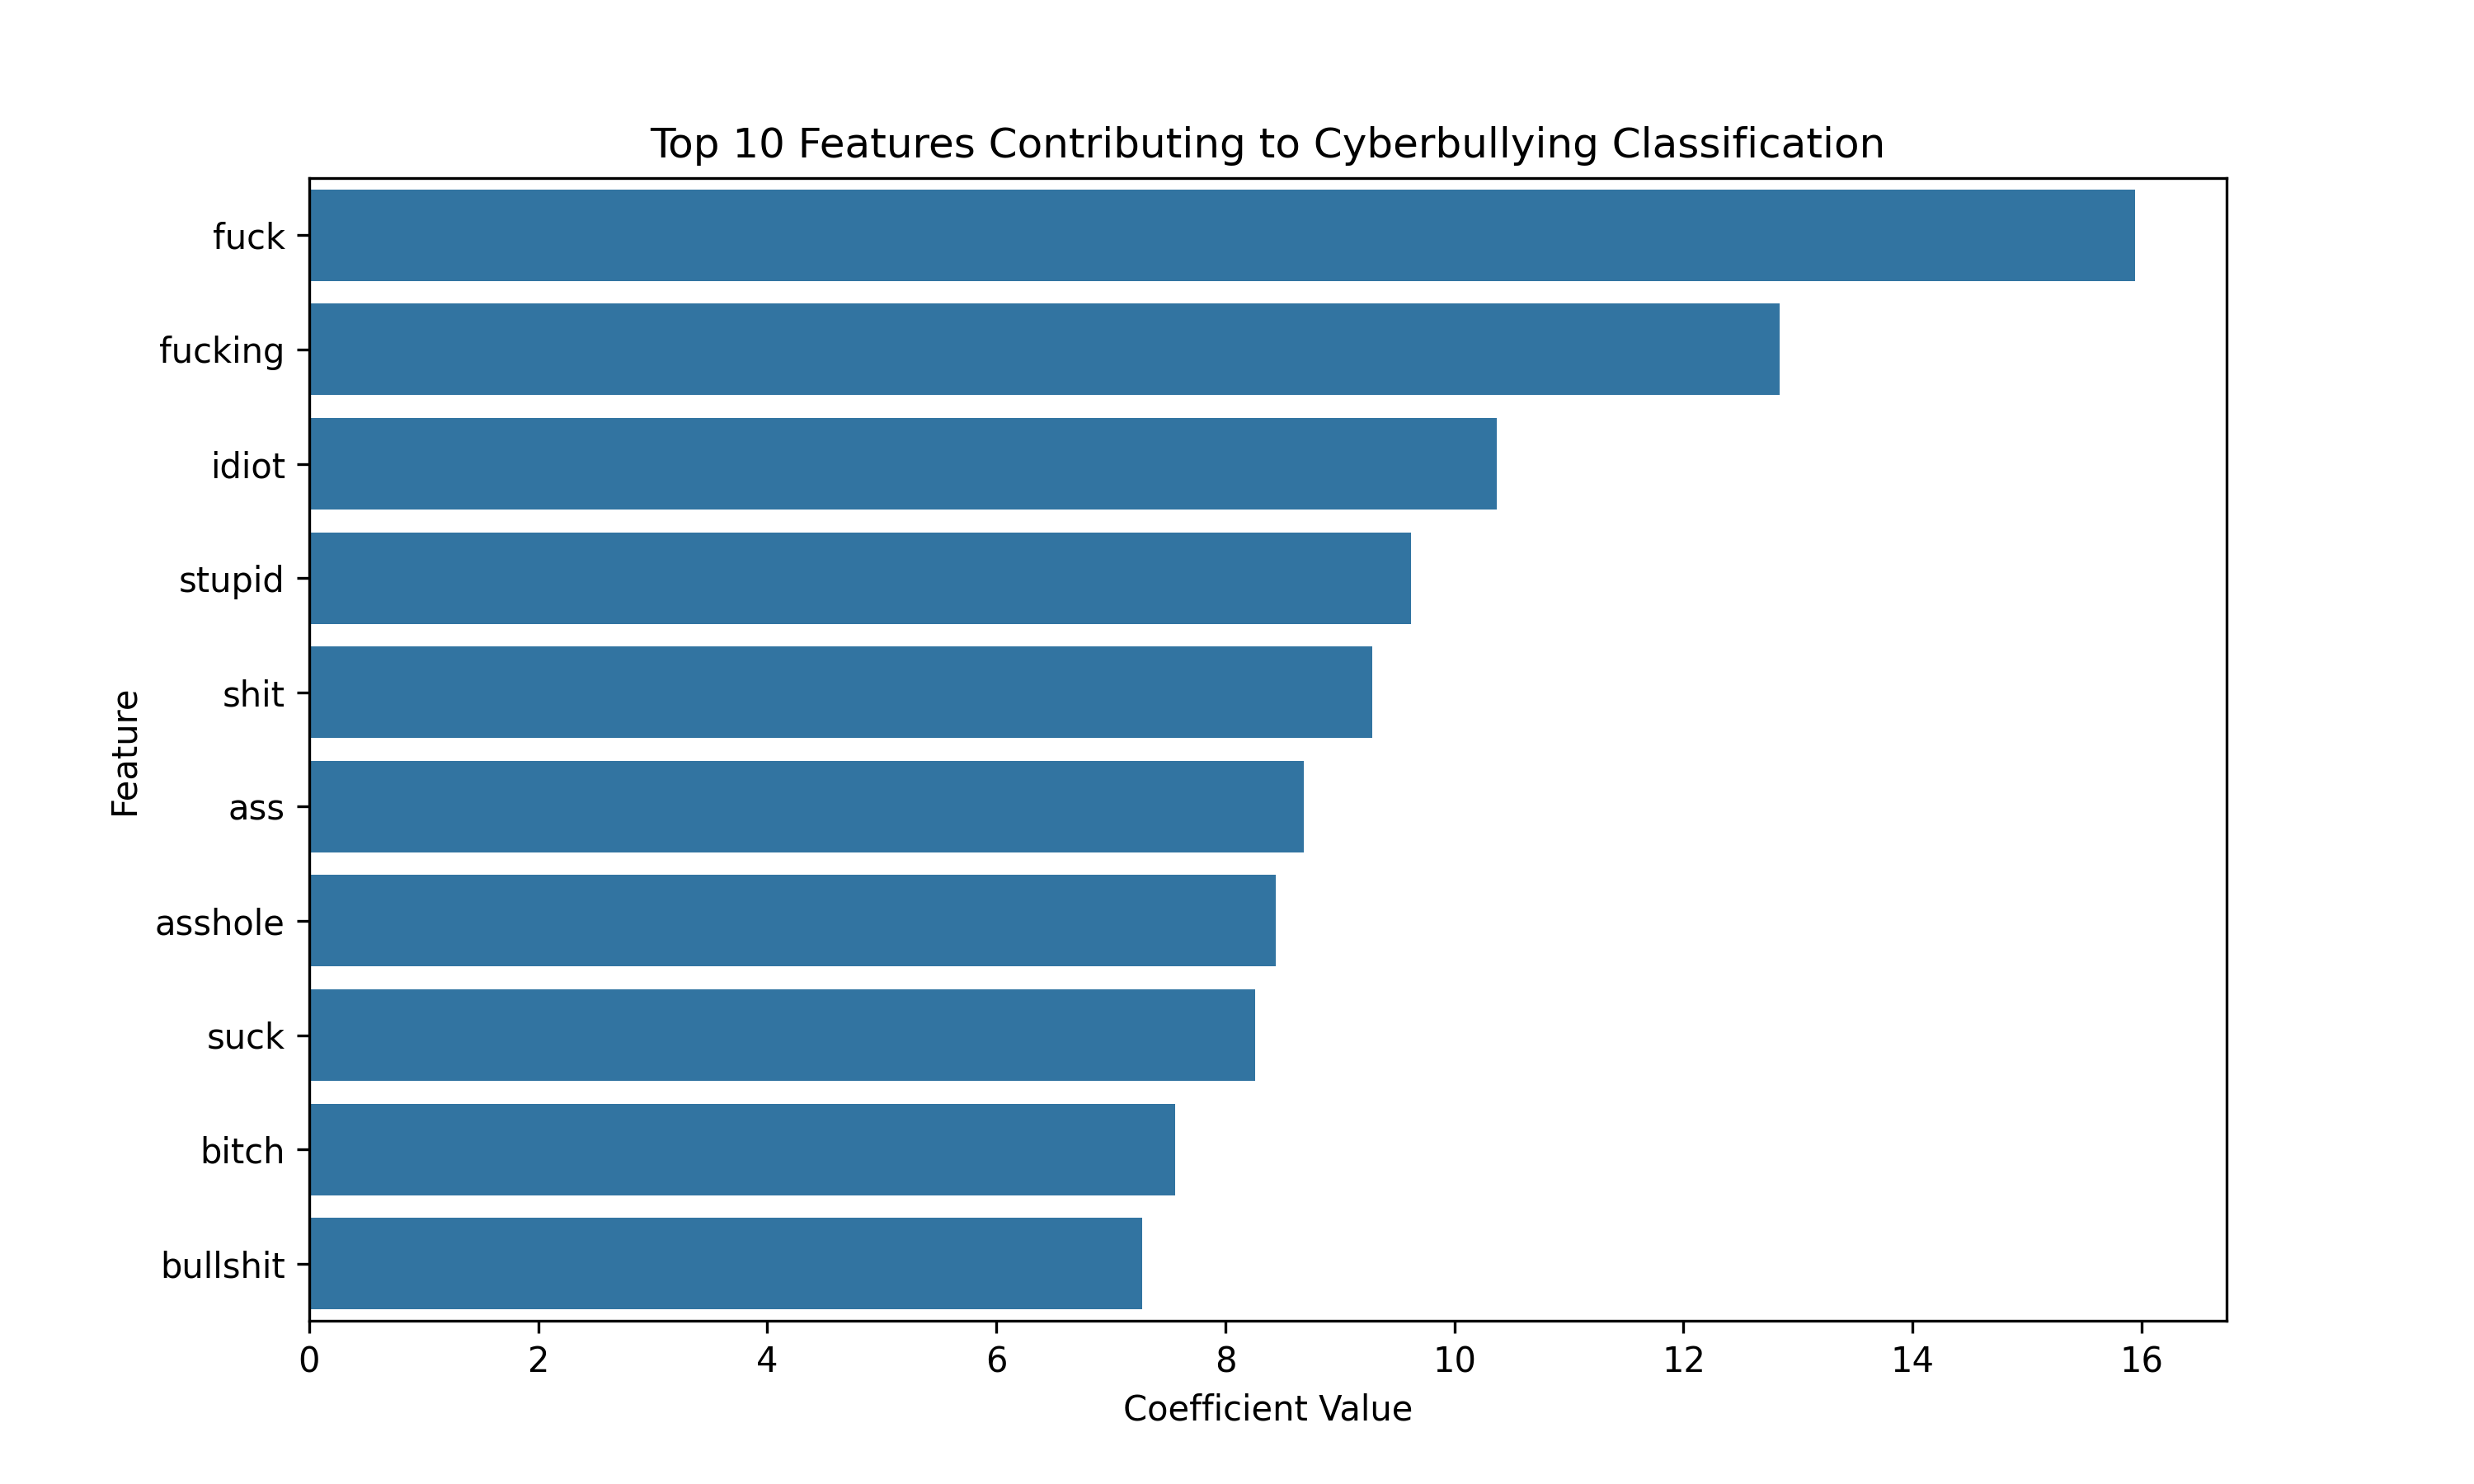 Top 10 Features Contributing to Cyberbullying Classification
fuck
fucking
idiot
stupid
shit
ass
asshole
suck
bitch
bullshit
Feature
0 2 4 6 8 10 12 14 16
Coefficient Value